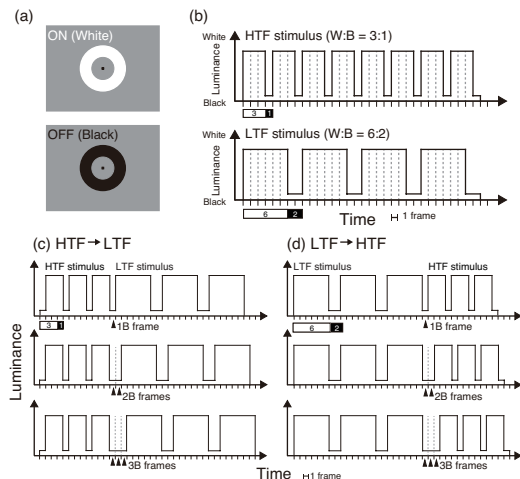 (a)
ON (White)
OFF (Black)
(b)
HTF stimulus (W:B = 3:1)
White
Luminance
Black
3 1
LTF stimulus (W:B = 6:2)
White
Luminance
Black
6 2
Time
1 frame
(c) HTF → LTF
HTF stimulus LTF stimulus
3 1
1B frame
2B frames
3B frames
(d) LTF → HTF
LTF stimulus HTF stimulus
6 2
1B frame
2B frames
3B frames
Luminance
Time
1 frame